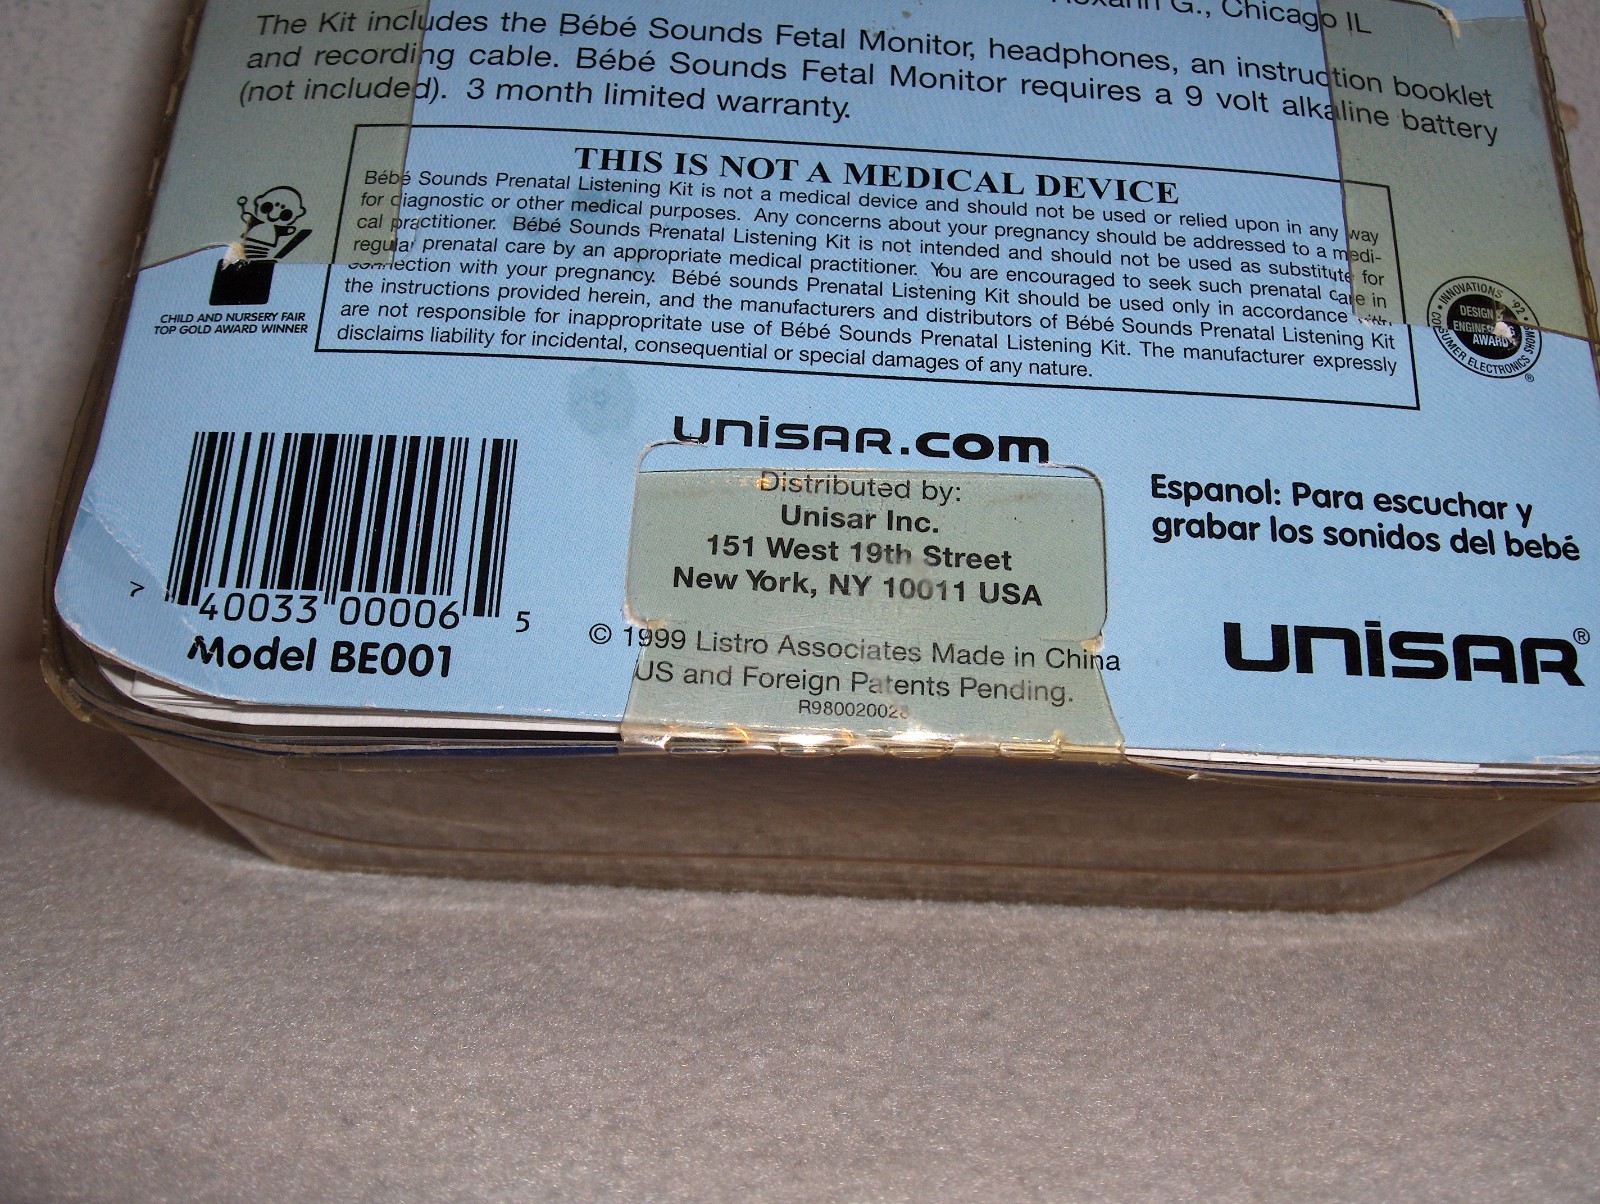 G., Chicago IL
The Kit includes the Bébé Sounds Fetal Monitor, headphones, an instruction booklet
and recording cable. Bébé Sounds Fetal Monitor requires a 9 volt alkaline battery
(not included). 3 month limited warranty.
THIS IS NOT A MEDICAL DEVICE
Bébé Sounds Prenatal Listening Kit is not a medical device and should not be used or relied upon in any way
for diagnostic or other medical purposes. Any concerns about your pregnancy should be addressed to a medi-
cal practitioner. Bébé Sounds Prenatal Listening Kit is not intended and should not be used as substitute for
regular prenatal care by an appropriate medical practitioner. You are encouraged to seek such prenatal care in
connection with your pregnancy. Bébé sounds Prenatal Listening Kit should be used only in accordance with
the instructions provided herein, and the manufacturers and distributors of Bébé Sounds Prenatal Listening Kit
are not responsible for inappropritate use of Bébé Sounds Prenatal Listening Kit. The manufacturer expressly
disclaims liability for incidental, consequential or special damages of any nature.
CHILD AND NURSERY FAIR
TOP GOLD AWARD WINNER
INNOVATIONS '92
DESIGN &
AWARDS
CONSUMER ELECTRONICS SHOWS
®
7 40033 00006 5
Model BE001
unisar.com
Distributed by:
Unisar Inc.
151 West 19th Street
New York, NY 10011 USA
© 1999 Listro Associates Made in China
US and Foreign Patents Pending.
R980020028
Espanol: Para escuchar y
grabar los sonidos del bebé
unisar®